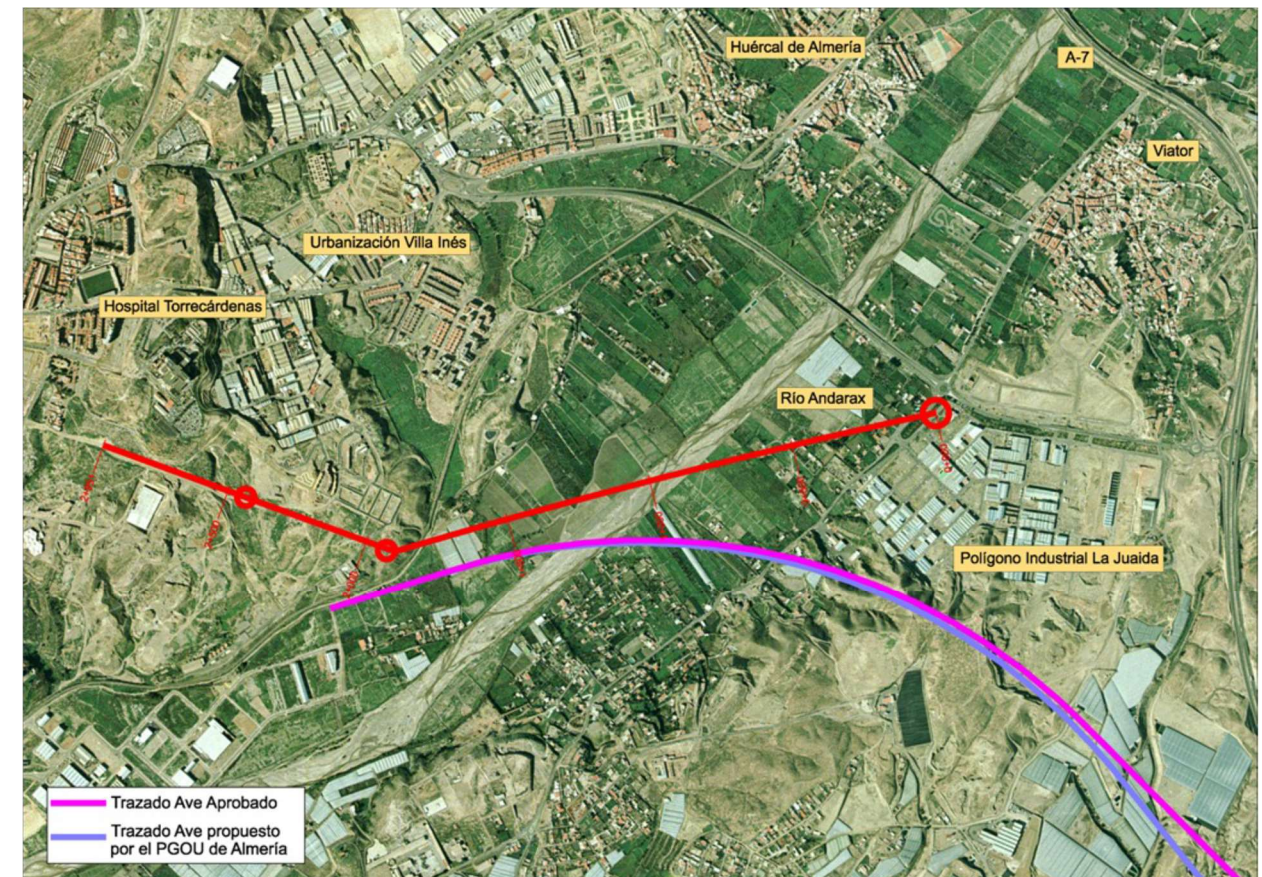 Huércal de Almería
A-7
Viator
Urbanización Villa Inés
Hospital Torrecárdenas
Río Andarax
Polígono Industrial La Juaida
Trazado Ave Aprobado
Trazado Ave propuesto
por el PGOU de Almería